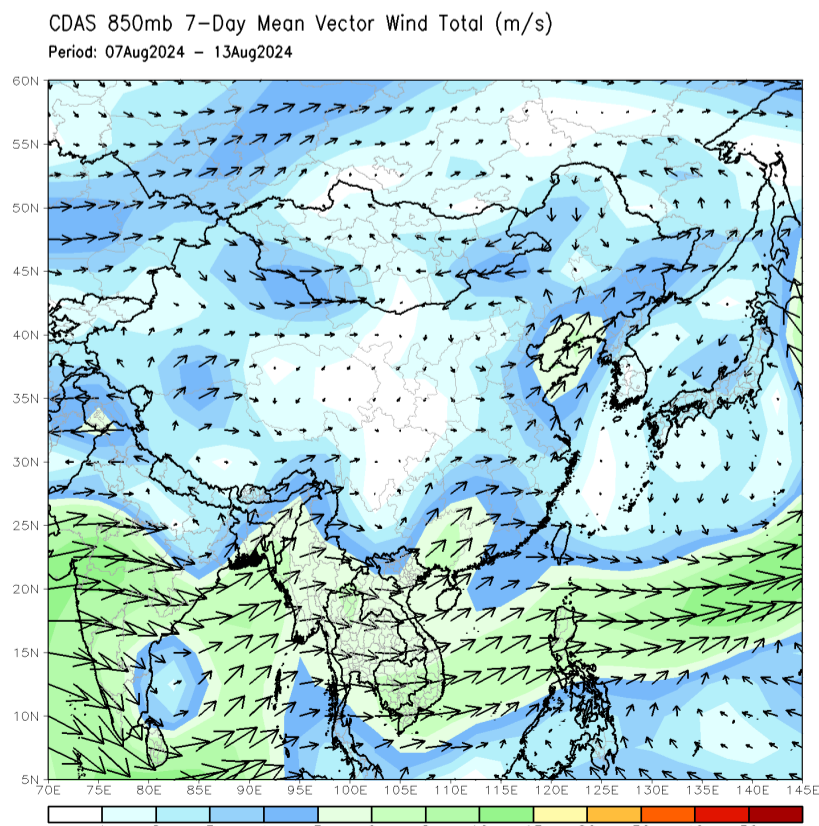 CDAS 850mb 7-Day Mean Vector Wind Total (m/s)
Period: 07Aug2024 - 13Aug2024
60N
55N
50N
45N
40N
35N
30N
25N
20N
15N
10N
5N
70E 75E 80E 85E 90E 95E 100E 105E 110E 115E 120E 125E 130E 135E 140E 145E